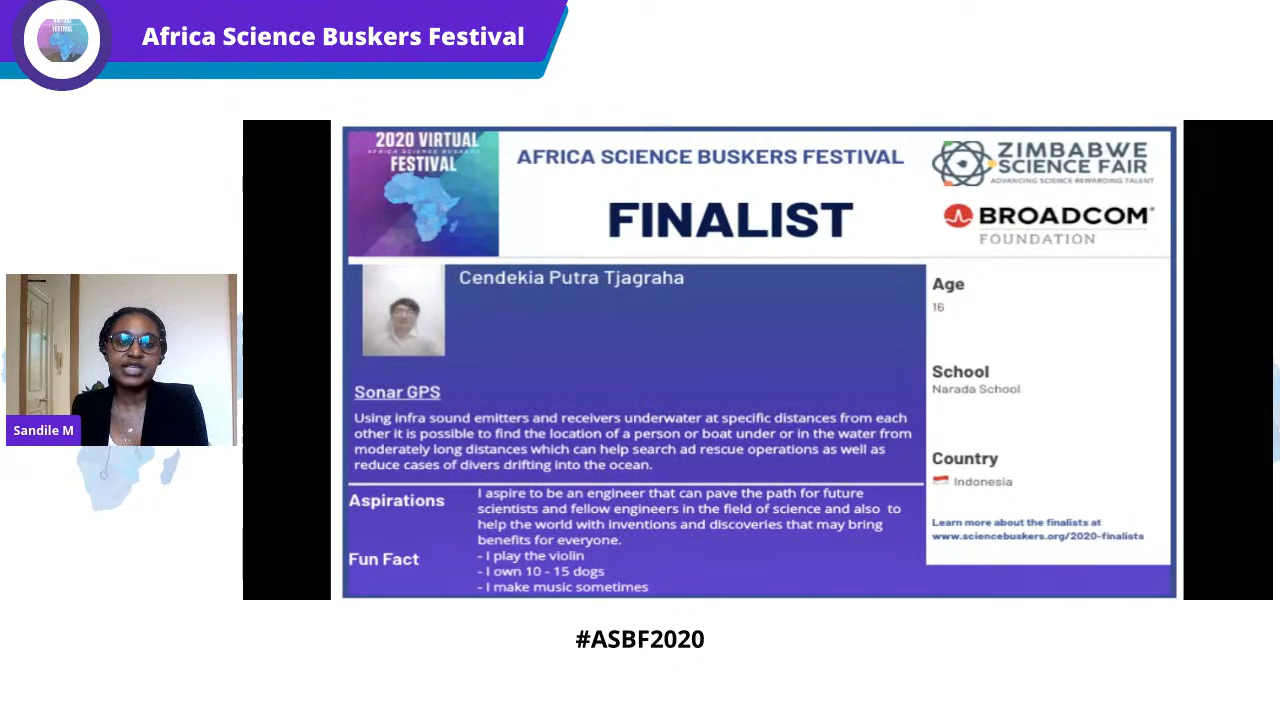 Africa Science Buskers Festival
2020 VIRTUAL
AFRICA SCIENCE BUSKERS
FESTIVAL
AFRICA SCIENCE BUSKERS FESTIVAL
FINALIST
ZIMBABWE
SCIENCE FAIR
ADVANCING SCIENCE REWARDING TALENT
BROADCOM
FOUNDATION
Cendekia Putra Tjagraha
Sonar GPS
Using infra sound emitters and receivers underwater at specific distances from each
other it is possible to find the location of a person or boat under or in the water from
moderately long distances which can help search ad rescue operations as well as
reduce cases of divers drifting into the ocean.
Aspirations
I aspire to be an engineer that can pave the path for future
scientists and fellow engineers in the field of science and also to
help the world with inventions and discoveries that may bring
benefits for everyone.
Fun Fact
- I play the violin
- I own 10 - 15 dogs
- I make music sometimes
Age
16
School
Narada School
Country
Indonesia
Learn more about the finalists at
www.sciencebuskers.org/2020-finalists
Sandile M
#ASBF2020